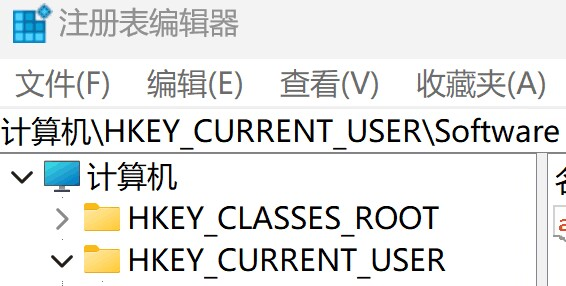 注册表编辑器
文件(F) 编辑(E) 查看(V) 收藏夹(A)
计算机\HKEY_CURRENT_USER\Software
计算机
HKEY_CLASSES_ROOT
HKEY_CURRENT_USER